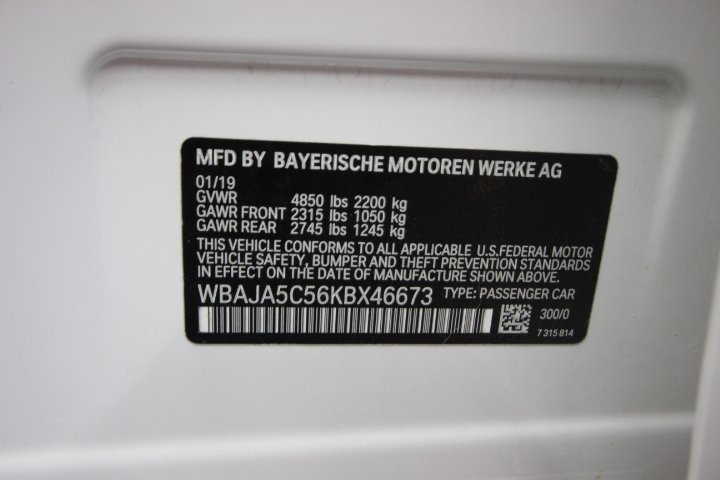 MFD BY BAYERISCHE MOTOREN WERKE AG
01/19
GVWR 4850 lbs 2200 kg
GAWR FRONT 2315 lbs 1050 kg
GAWR REAR 2745 lbs 1245 kg
THIS VEHICLE CONFORMS TO ALL APPLICABLE U.S.FEDERAL MOTOR
VEHICLE SAFETY, BUMPER AND THEFT PREVENTION STANDARDS
IN EFFECT ON THE DATE OF MANUFACTURE SHOWN ABOVE.
WBAJA5C56KBX46673 TYPE: PASSENGER CAR
300/0
7 315 814